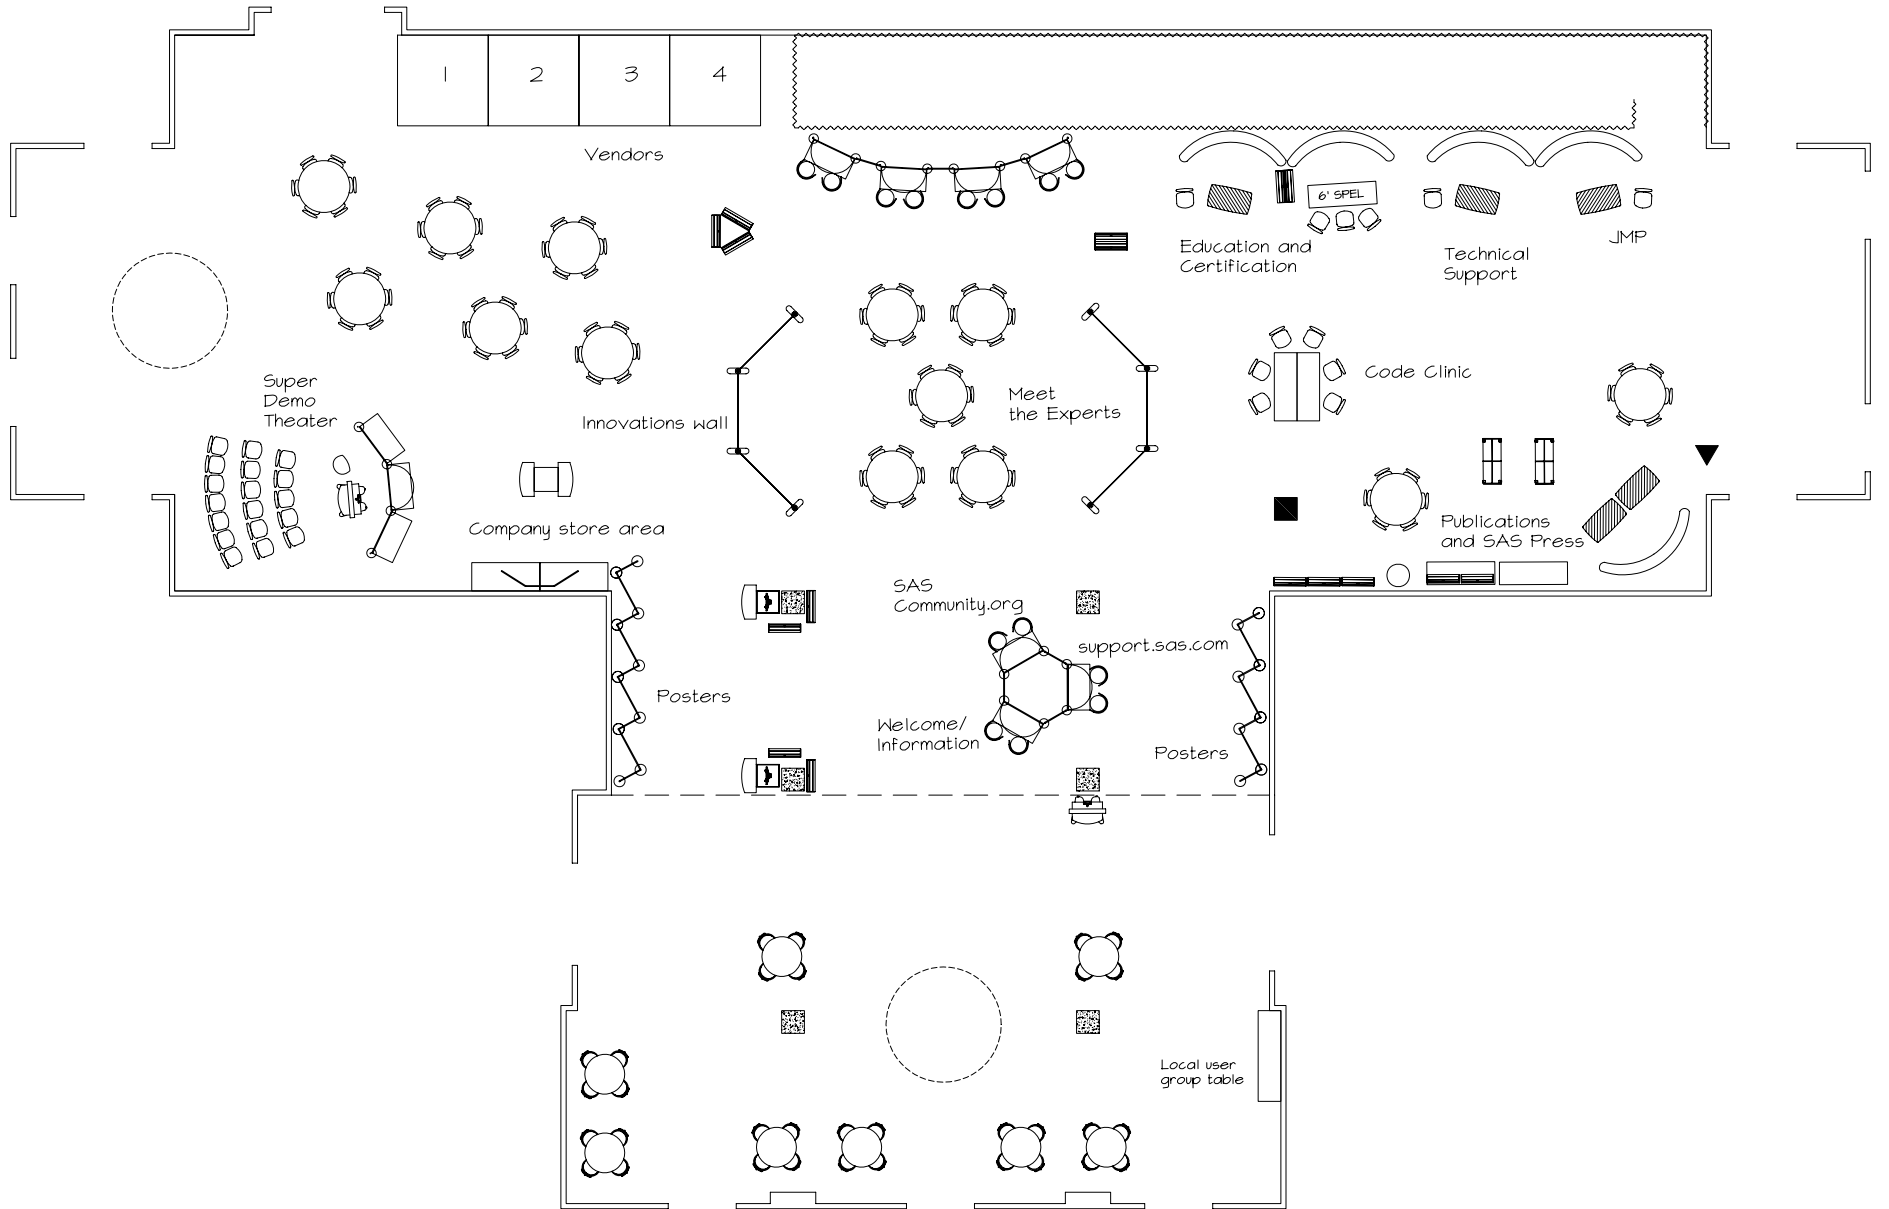 1
2
3
4
Vendors
6' SPEL
Education and
Certification
Technical
Support
JMP
Super
Demo
Theater
Innovations wall
Meet
the Experts
Code Clinic
Company store area
Publications
and SAS Press
SAS
Community.org
support.sas.com
Posters
Welcome/
Information
Posters
Local user
group table